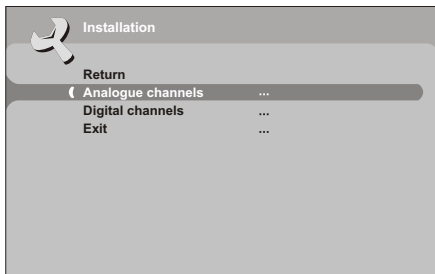 Installation
Return
Analogue channels ...
Digital channels ...
Exit ...